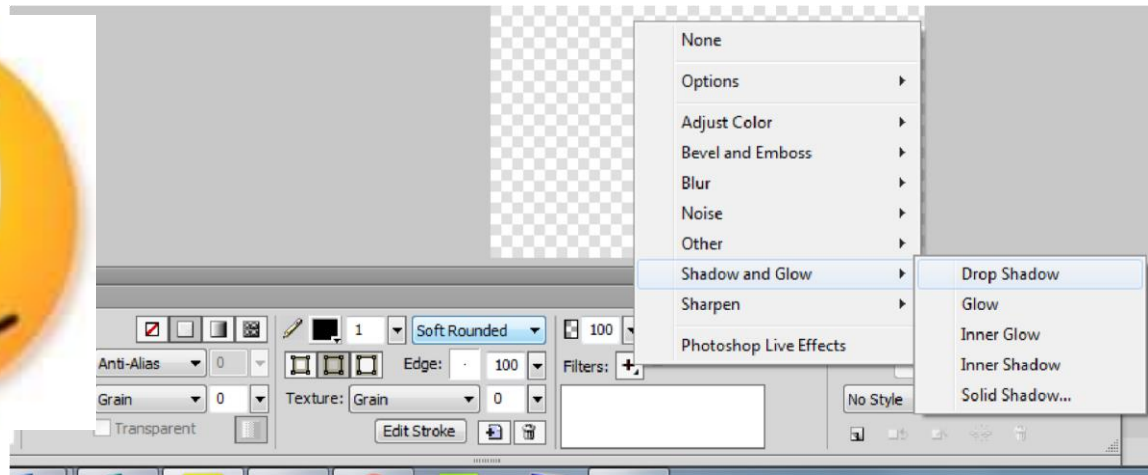 None
Options
Adjust Color
Bevel and Emboss
Blur
Noise
Other
Shadow and Glow
Sharpen
Photoshop Live Effects
Drop Shadow
Glow
Inner Glow
Inner Shadow
Solid Shadow...
1 Soft Rounded 100
Anti-Alias 0 Edge: 100 Filters:
Grain 0 Texture: Grain 0 No Style
Transparent Edit Stroke